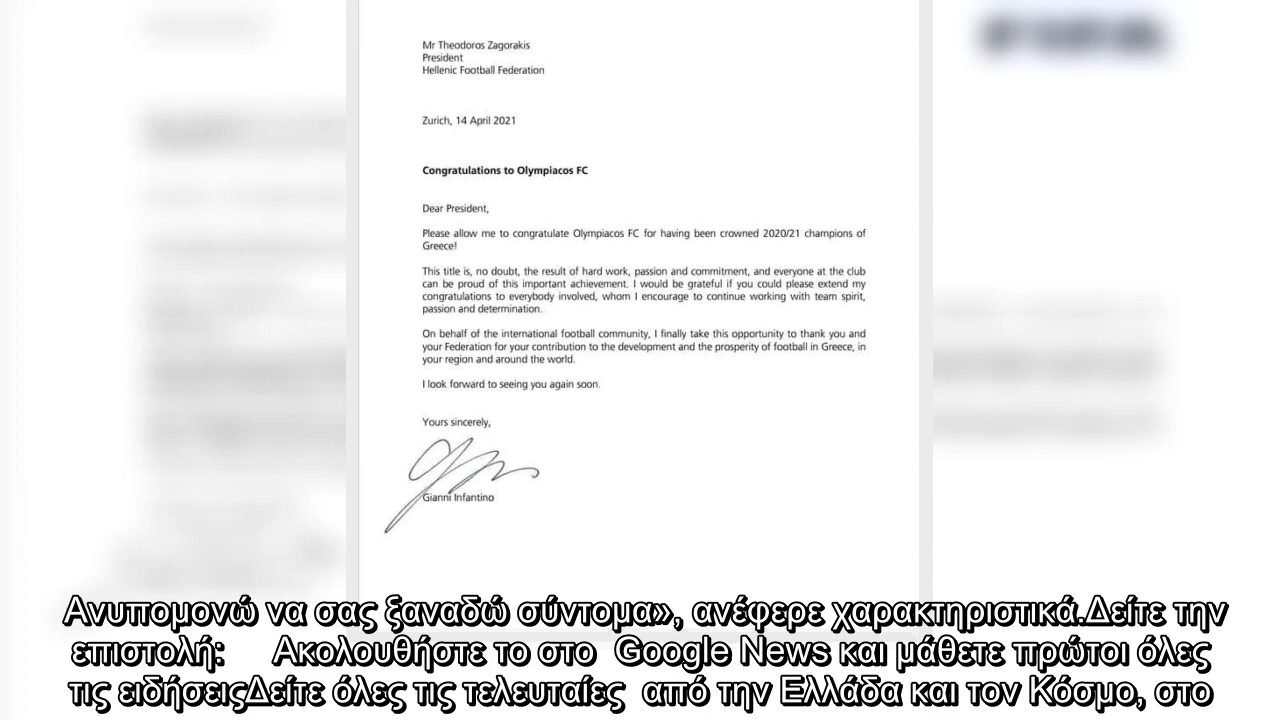 Mr Theodoros Zagorakis
President
Hellenic Football Federation
Zurich, 14 April 2021
Congratulations to Olympiacos FC
Dear President,
Please allow me to congratulate Olympiacos FC for having been crowned 2020/21 champions of
Greece!
This title is, no doubt, the result of hard work, passion and commitment, and everyone at the club
can be proud of this important achievement. I would be grateful if you could please extend my
congratulations to everybody involved, whom I encourage to continue working with team spirit,
passion and determination.
On behalf of the international football community, I finally take this opportunity to thank you and
your Federation for your contribution to the development and the prosperity of football in Greece, in
your region and around the world.
I look forward to seeing you again soon.
Yours sincerely,
Gianni Infantino
Ανυπομονώ να σας ξαναδώ σύντομα», ανέφερε χαρακτηριστικά.Δείτε την
επιστολή: Ακολουθήστε το στο Google News και μάθετε πρώτοι όλες
τις ειδήσειςΔείτε όλες τις τελευταίες από την Ελλάδα και τον Κόσμο, στο